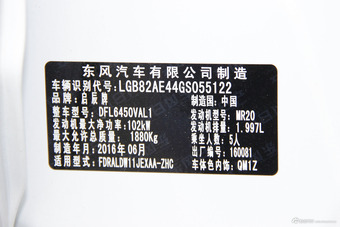 东风汽车有限公司制造
车辆识别代号：LGB82AE44GS055122
品牌：启辰牌 制造国：中国
整车型号：DFL6450VAL1 发动机型号：MR20
发动机最大净功率：102kW 发动机排量：1.997L
最大允许总质量：1880Kg 乘坐人数：5人
制造年月：2016年06月 出厂编号：160081
适用型式：FDRALDW11JEXAA-ZHC 车体色内饰：QM1Z